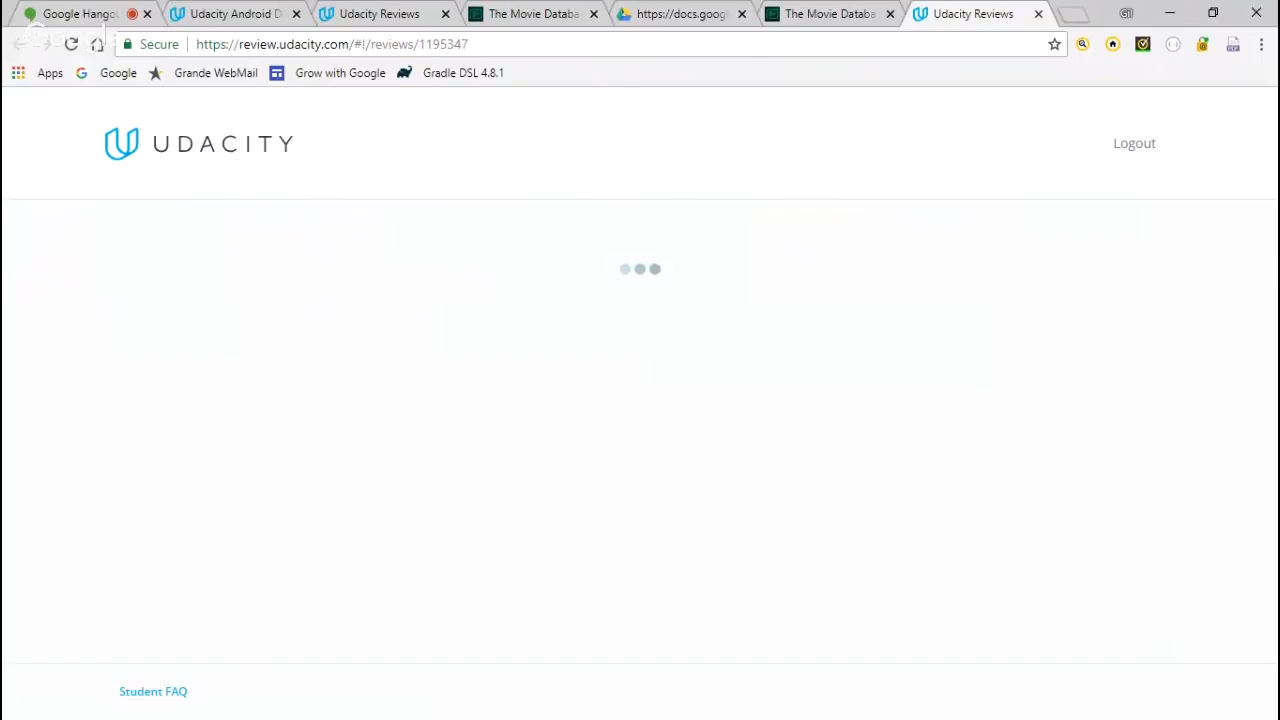 Google Hango
Udacity Android D
Udacity Reviews
The Movie Databa
https://docs.goog
The Movie Datab
Udacity Reviews
Gil
Secure
https://review.udacity.com/#!/reviews/1195347
Apps
Google
Grande WebMail
Grow with Google
Gradle DSL 4.8.1
UDACITY
Logout
Student FAQ